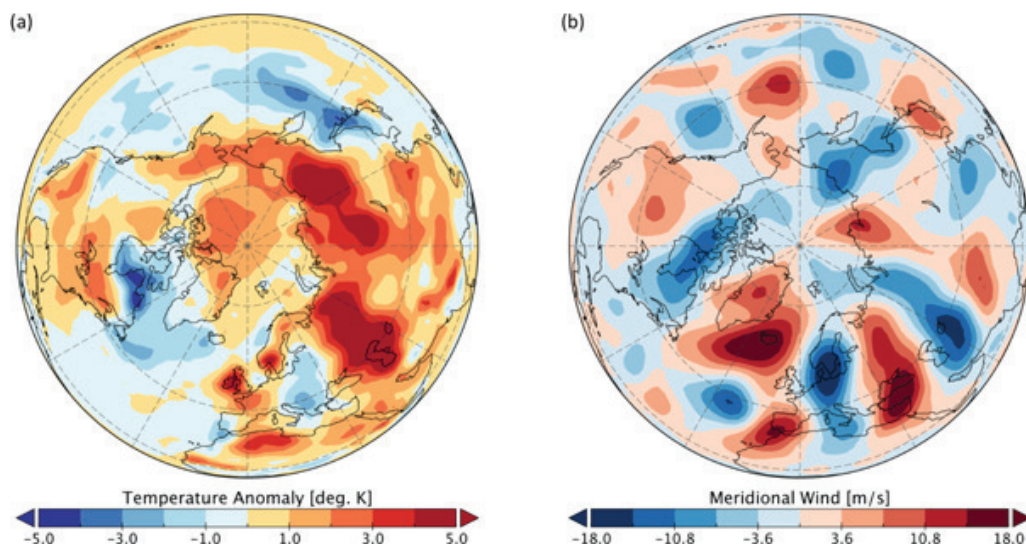 (a)
(b)
Temperature Anomaly [deg. K]
−5.0 −3.0 −1.0 1.0 3.0 5.0
Meridional Wind [m/s]
−18.0 −10.8 −3.6 3.6 10.8 18.0